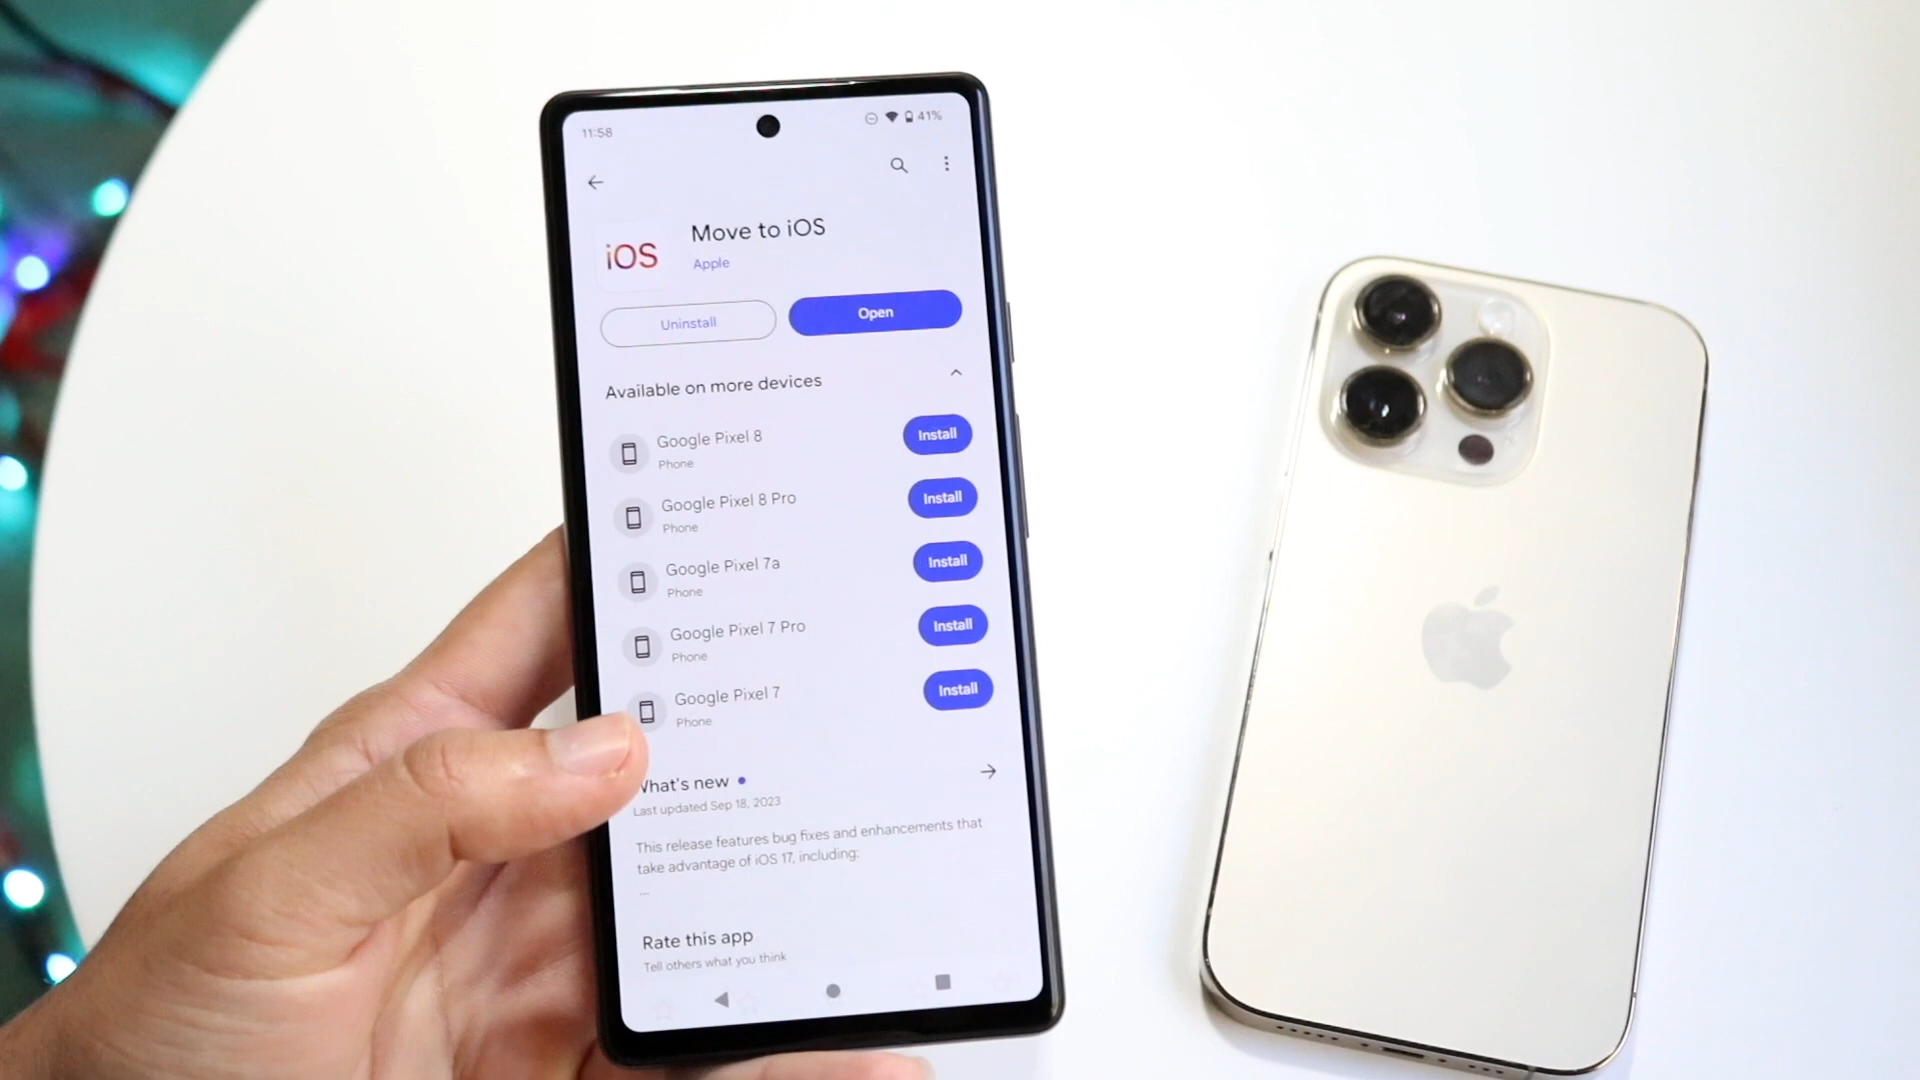 11:58
41%
Move to iOS
iOS
Apple
Uninstall
Open
Available on more devices
Google Pixel 8
Phone
Install
Google Pixel 8 Pro
Phone
Install
Google Pixel 7a
Phone
Install
Google Pixel 7 Pro
Phone
Install
Google Pixel 7
Phone
Install
What's new
Last updated Sep 18, 2023
This release features bug fixes and enhancements that
take advantage of iOS 17, including:
...
Rate this app
Tell others what you think